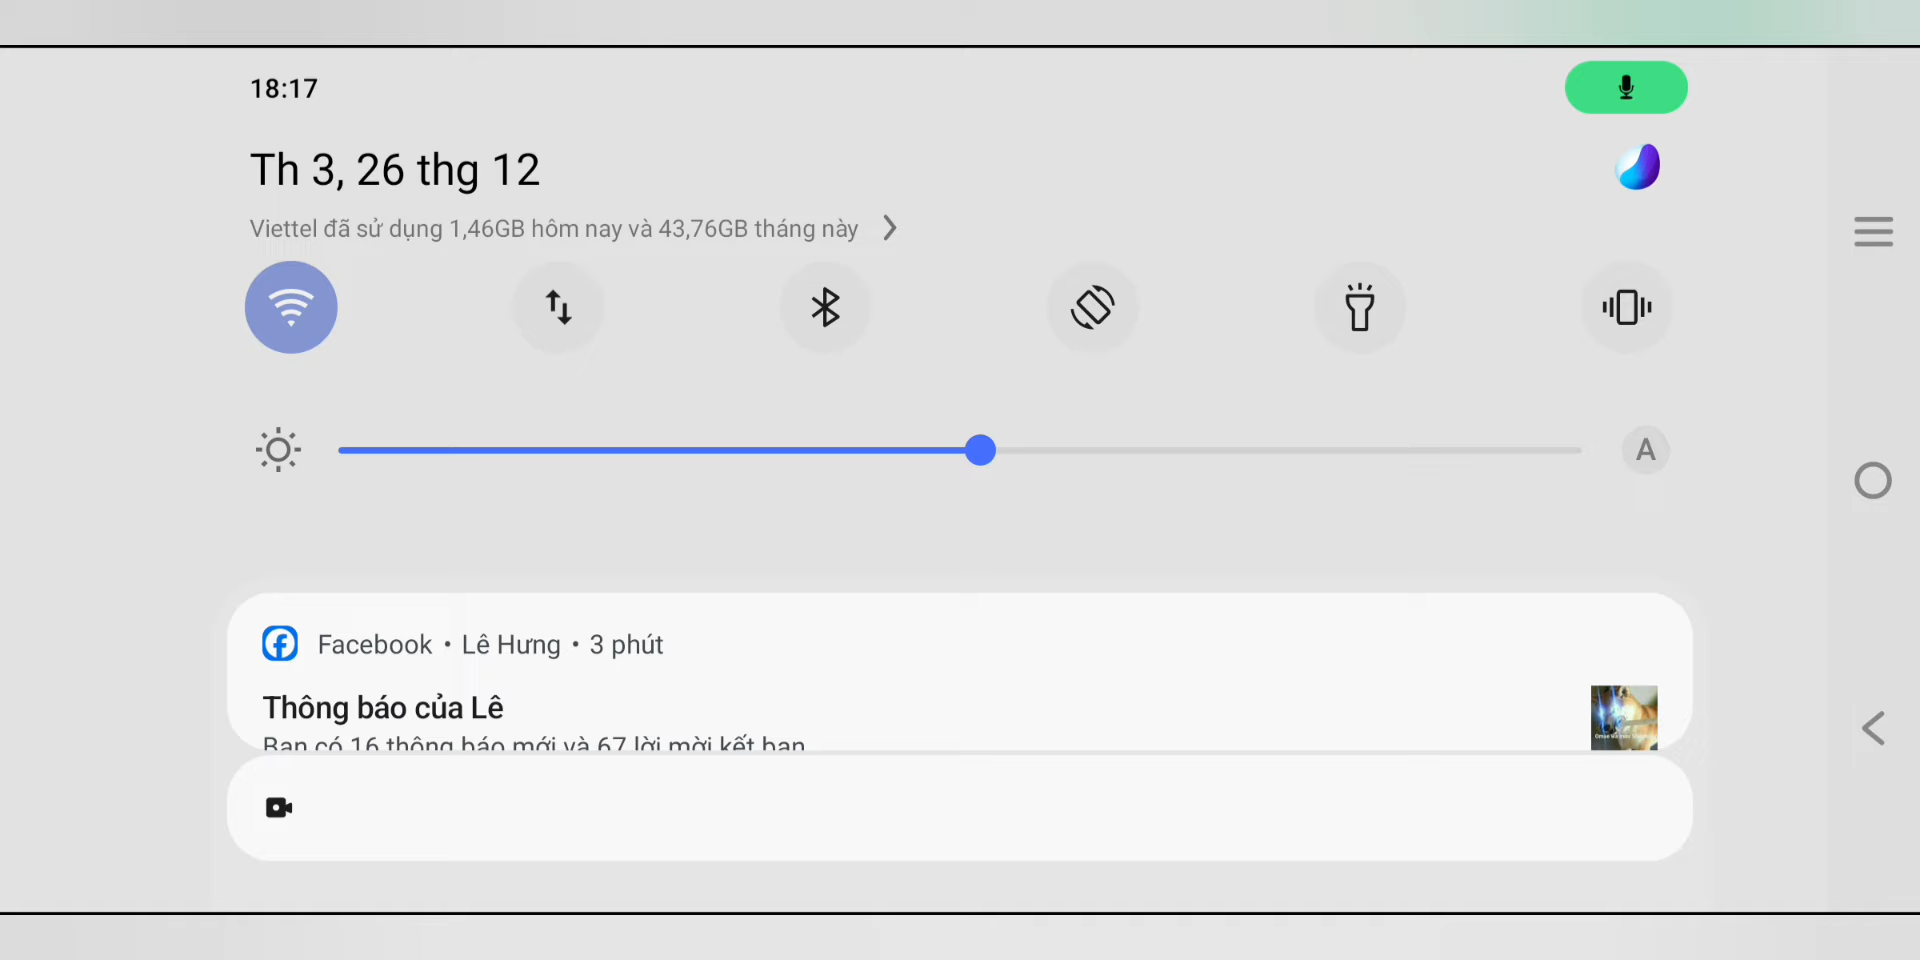 18:17
Th 3, 26 thg 12
Viettel đã sử dụng 1,46GB hôm nay và 43,76GB tháng này
A
Facebook • Lê Hưng • 3 phút
Thông báo của Lê
Bạn có 16 thông báo mới và 67 lời mời kết bạn